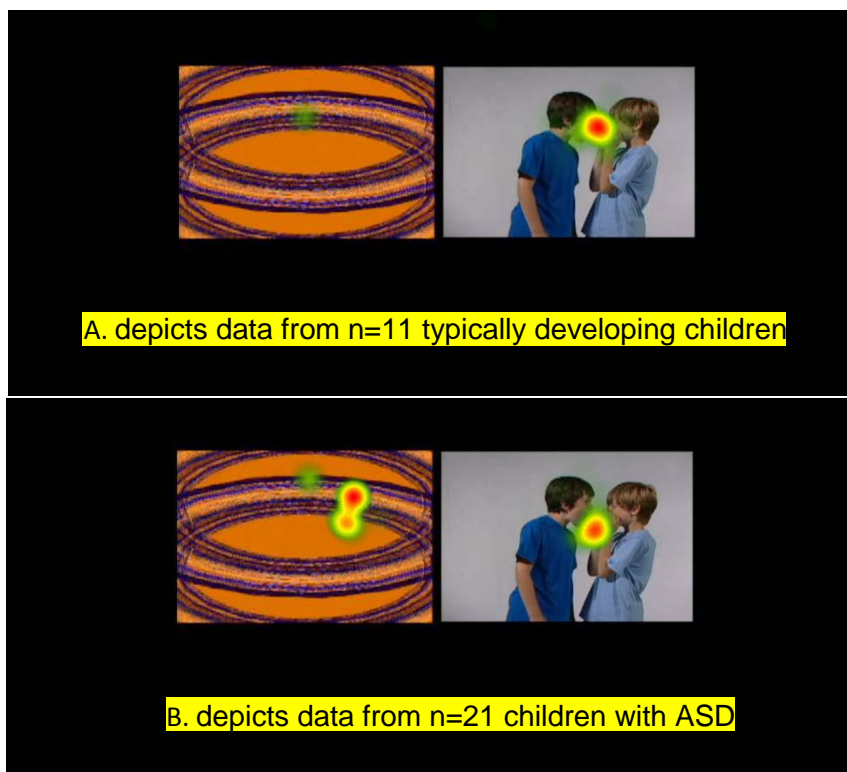 A. depicts data from n=11 typically developing children
B. depicts data from n=21 children with ASD